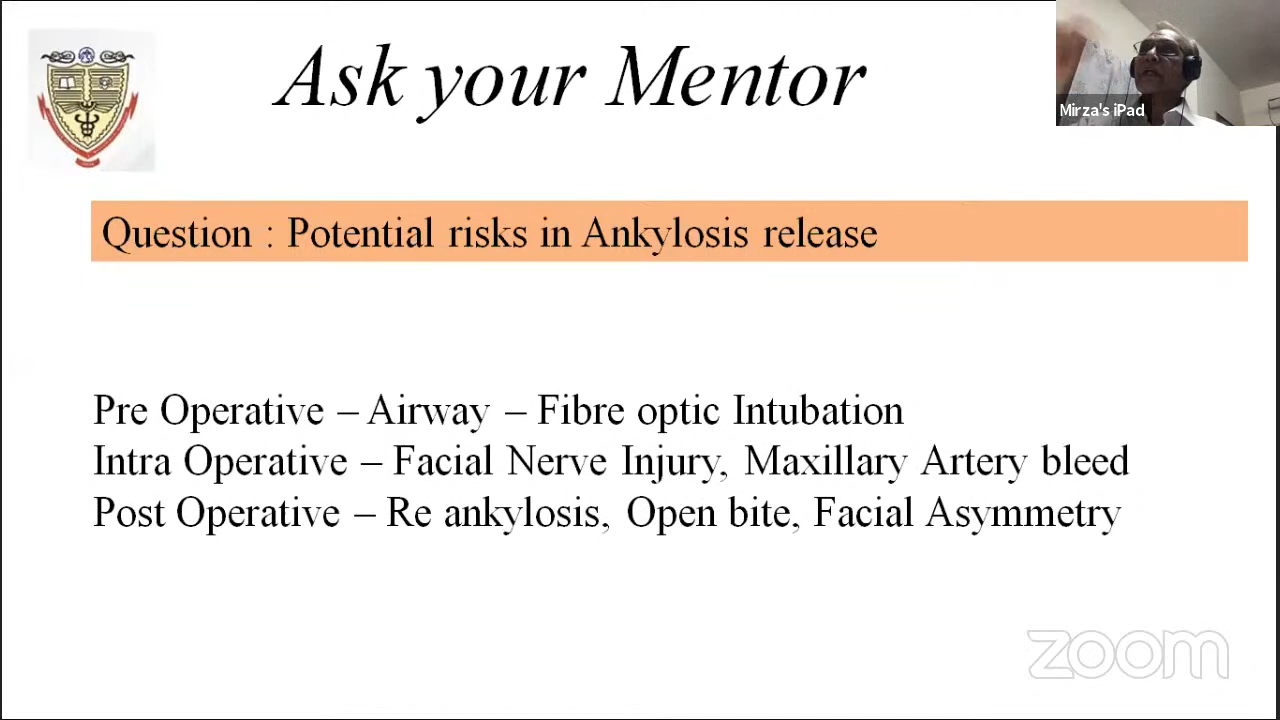 Ask your Mentor
Mirza's iPad
Question : Potential risks in Ankylosis release
Pre Operative – Airway – Fibre optic Intubation
Intra Operative – Facial Nerve Injury, Maxillary Artery bleed
Post Operative – Re ankylosis, Open bite, Facial Asymmetry
zoom